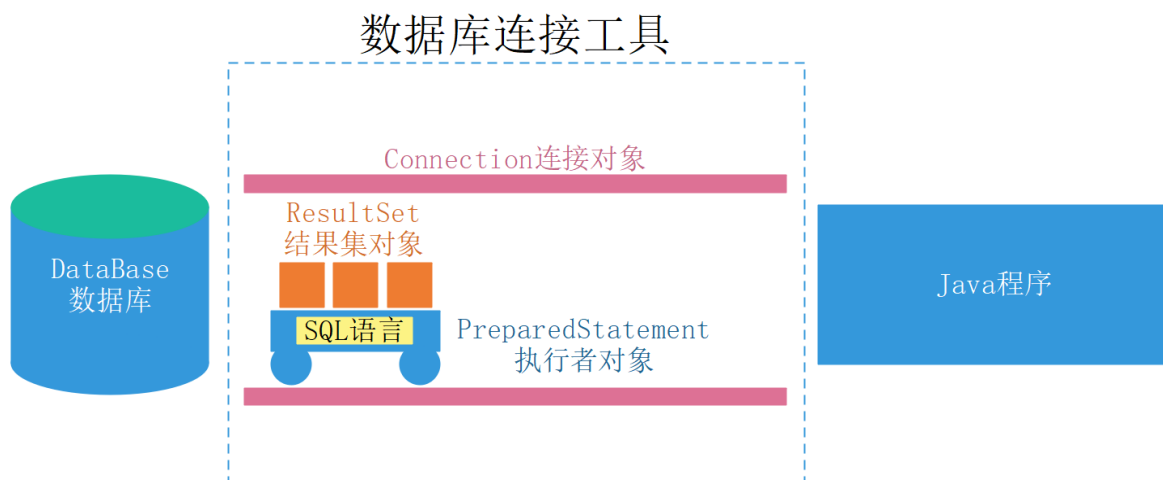 数据库连接工具
Connection连接对象
ResultSet
结果集对象
DataBase
数据库
SQL语言
PreparedStatement
执行者对象
Java程序